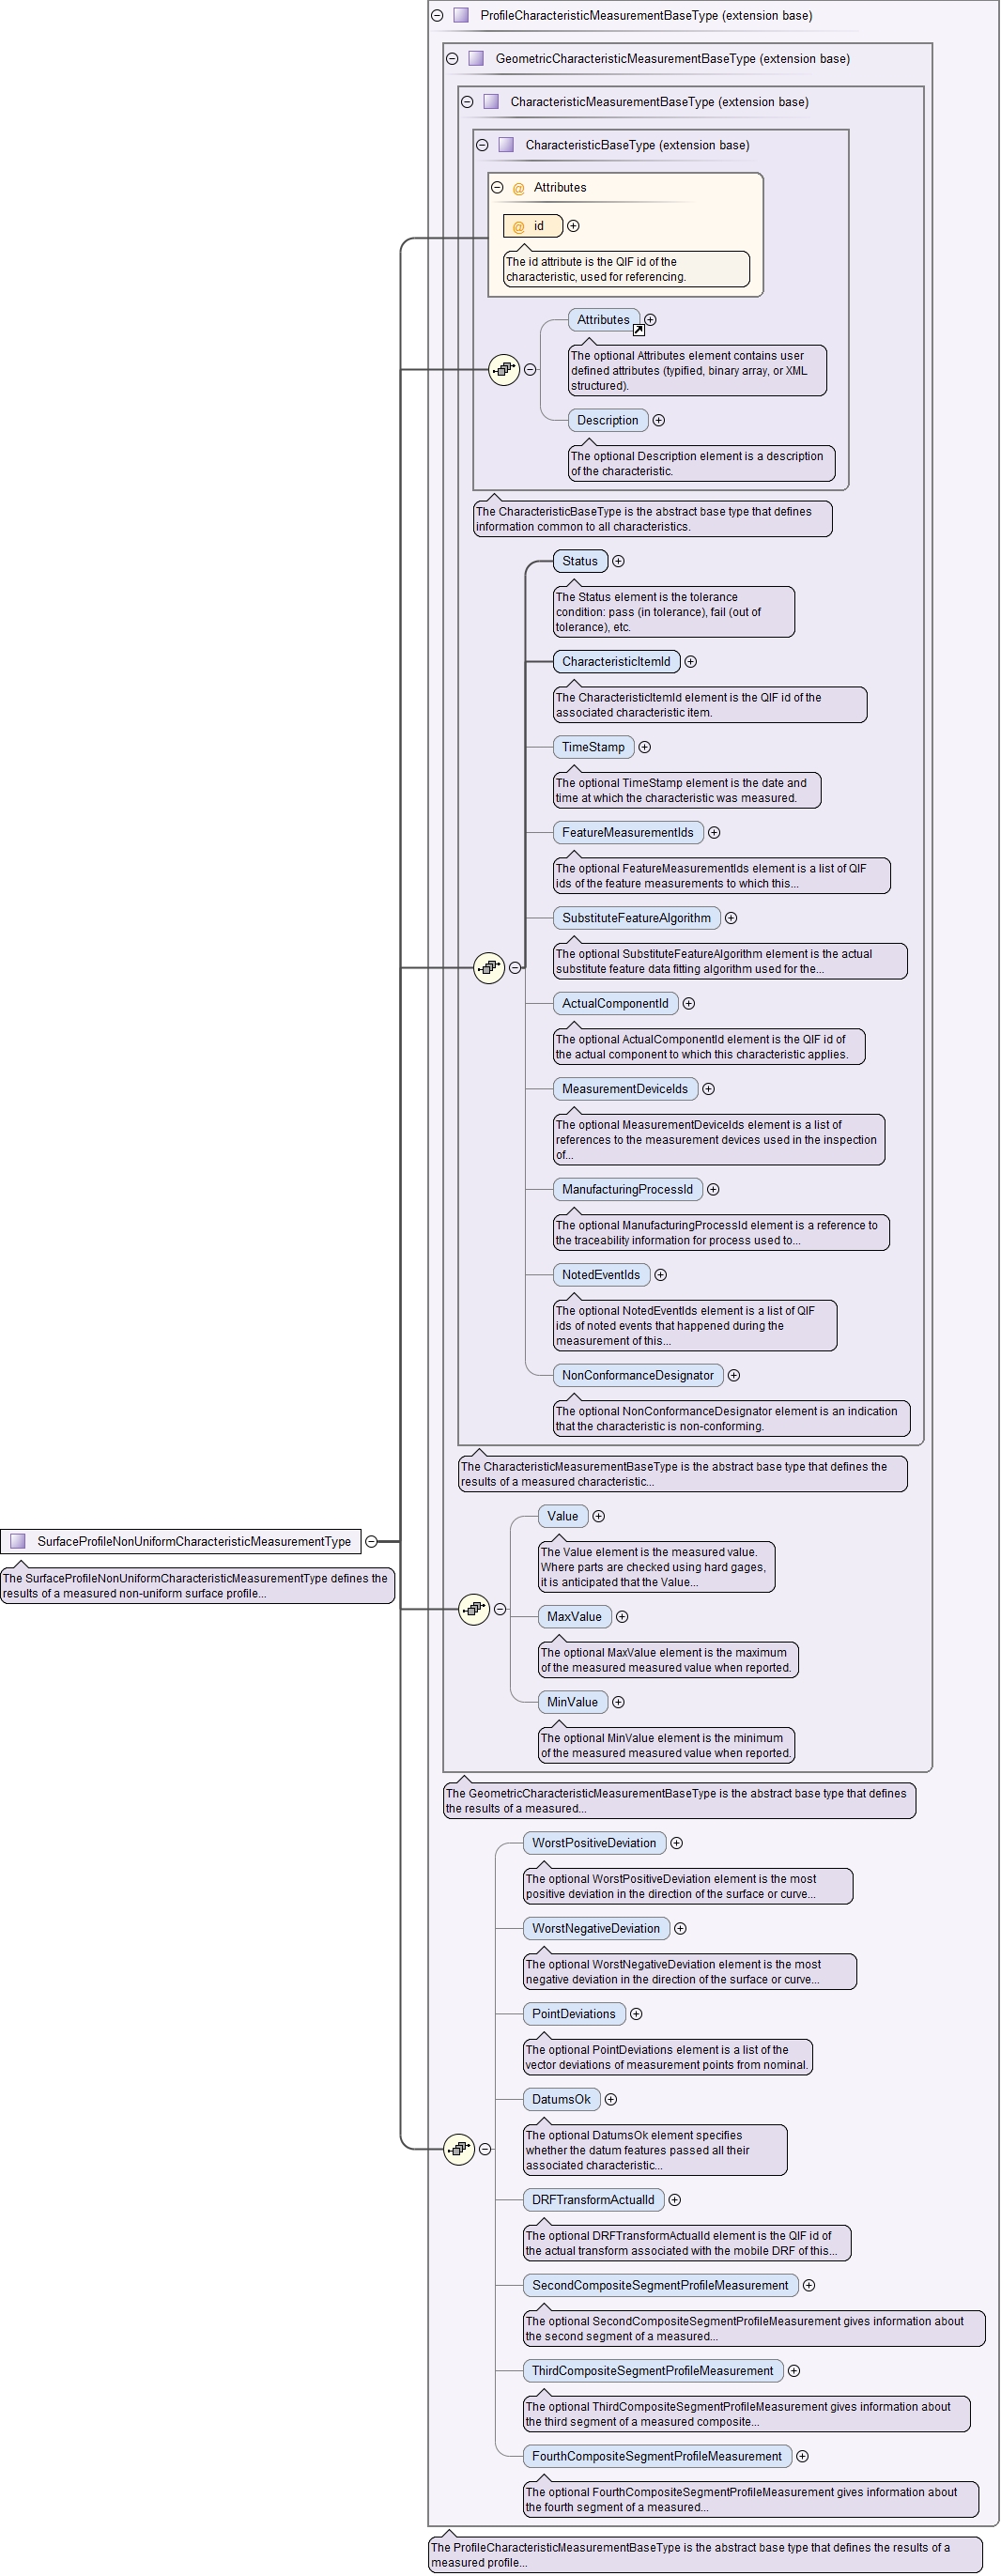 ProfileCharacteristicMeasurementBaseType (extension base)
GeometricCharacteristicMeasurementBaseType (extension base)
CharacteristicMeasurementBaseType (extension base)
CharacteristicBaseType (extension base)
@ Attributes
@ id
The id attribute is the QIF id of the
characteristic, used for referencing.
Attributes
The optional Attributes element contains user
defined attributes (typified, binary array, or XML
structured).
Description
The optional Description element is a description
of the characteristic.
The CharacteristicBaseType is the abstract base type that defines
information common to all characteristics.
Status
The Status element is the tolerance
condition: pass (in tolerance), fail (out of
tolerance), etc.
CharacteristicItemId
The CharacteristicItemId element is the QIF id of the
associated characteristic item.
TimeStamp
The optional TimeStamp element is the date and
time at which the characteristic was measured.
FeatureMeasurementIds
The optional FeatureMeasurementIds element is a list of QIF
ids of the feature measurements to which this...
SubstituteFeatureAlgorithm
The optional SubstituteFeatureAlgorithm element is the actual
substitute feature data fitting algorithm used for the...
ActualComponentId
The optional ActualComponentId element is the QIF id of
the actual component to which this characteristic applies.
MeasurementDeviceIds
The optional MeasurementDeviceIds element is a list of
references to the measurement devices used in the inspection
of...
ManufacturingProcessId
The optional ManufacturingProcessId element is a reference to
the traceability information for process used to...
NotedEventIds
The optional NotedEventIds element is a list of QIF
ids of noted events that happened during the
measurement of this...
NonConformanceDesignator
The optional NonConformanceDesignator element is an indication
that the characteristic is non-conforming.
The CharacteristicMeasurementBaseType is the abstract base type that defines the
results of a measured characteristic...
Value
SurfaceProfileNonUniformCharacteristicMeasurementType
The SurfaceProfileNonUniformCharacteristicMeasurementType defines the
results of a measured non-uniform surface profile...
The Value element is the measured value.
Where parts are checked using hard gages,
it is anticipated that the Value...
MaxValue
The optional MaxValue element is the maximum
of the measured measured value when reported.
MinValue
The optional MinValue element is the minimum
of the measured measured value when reported.
The GeometricCharacteristicMeasurementBaseType is the abstract base type that defines
the results of a measured...
WorstPositiveDeviation
The optional WorstPositiveDeviation element is the most
positive deviation in the direction of the surface or curve...
WorstNegativeDeviation
The optional WorstNegativeDeviation element is the most
negative deviation in the direction of the surface or curve...
PointDeviations
The optional PointDeviations element is a list of the
vector deviations of measurement points from nominal.
DatumsOk
The optional DatumsOk element specifies
whether the datum features passed all their
associated characteristic...
DRFTransformActualId
The optional DRFTransformActualId element is the QIF id of
the actual transform associated with the mobile DRF of this...
SecondCompositeSegmentProfileMeasurement
The optional SecondCompositeSegmentProfileMeasurement gives information about
the second segment of a measured...
ThirdCompositeSegmentProfileMeasurement
The optional ThirdCompositeSegmentProfileMeasurement gives information about
the third segment of a measured composite...
FourthCompositeSegmentProfileMeasurement
The optional FourthCompositeSegmentProfileMeasurement gives information about
the fourth segment of a measured...
The ProfileCharacteristicMeasurementBaseType is the abstract base type that defines the results of a
measured profile...